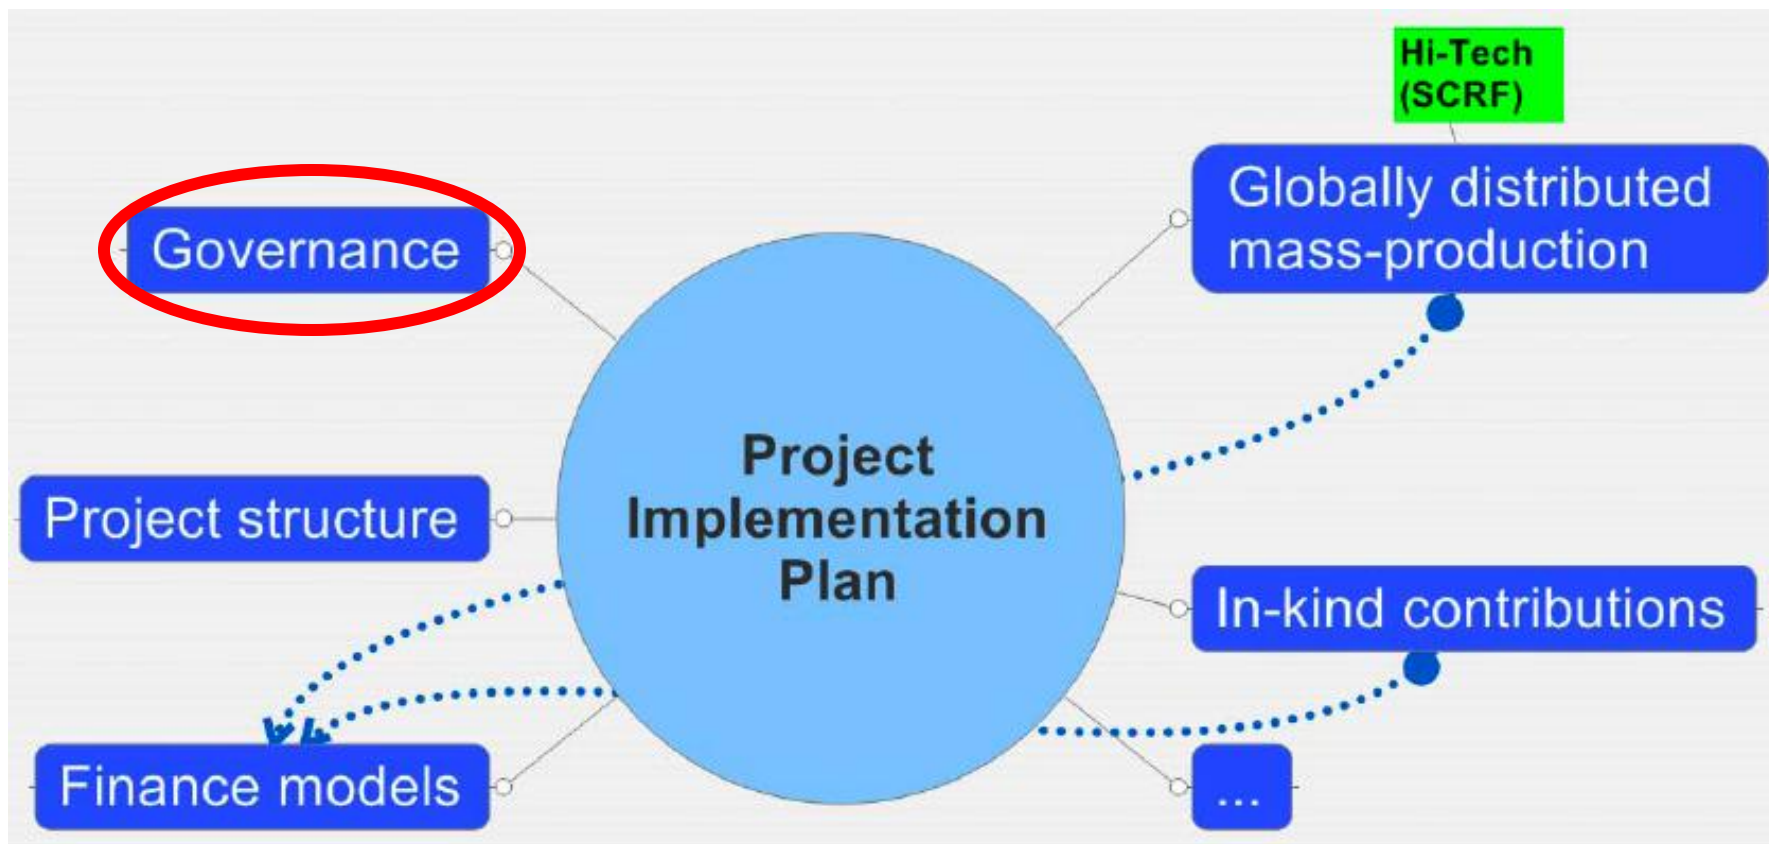 Hi-Tech
(SCRF)
Globally distributed
mass-production
Governance
Project
Implementation
Plan
Project structure
In-kind contributions
Finance models
...